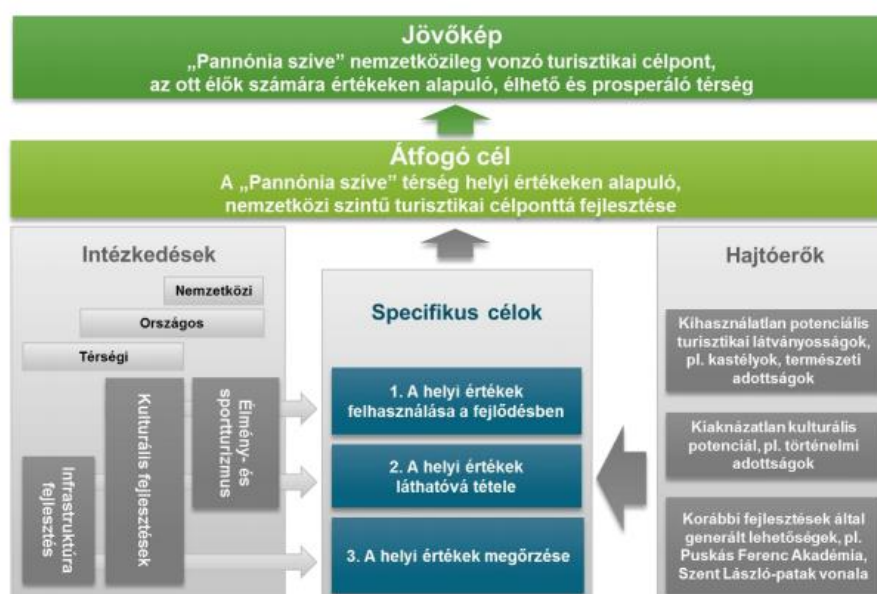 Jövőkép
„Pannónia szíve” nemzetközileg vonzó turisztikai célpont,
az ott élők számára értékeken alapuló, élhető és prosperáló térség
Átfogó cél
A „Pannónia szíve” térség helyi értékeken alapuló,
nemzetközi szintű turisztikai célponttá fejlesztése
Intézkedések
Nemzetközi
Országos
Térségi
Infrastruktúra
fejlesztés
Kulturális fejlesztések
Élmény- és
sportturizmus
Specifikus célok
1. A helyi értékek
felhasználása a fejlődésben
2. A helyi értékek
láthatóvá tétele
3. A helyi értékek megőrzése
Hajtóerők
Kihasználatlan potenciális
turisztikai látványosságok,
pl. kastélyok, természeti
adottságok
Kiaknázatlan kulturális
potenciál, pl. történelmi
adottságok
Korábbi fejlesztések által
generált lehetőségek, pl.
Puskás Ferenc Akadémia,
Szent László-patak vonala